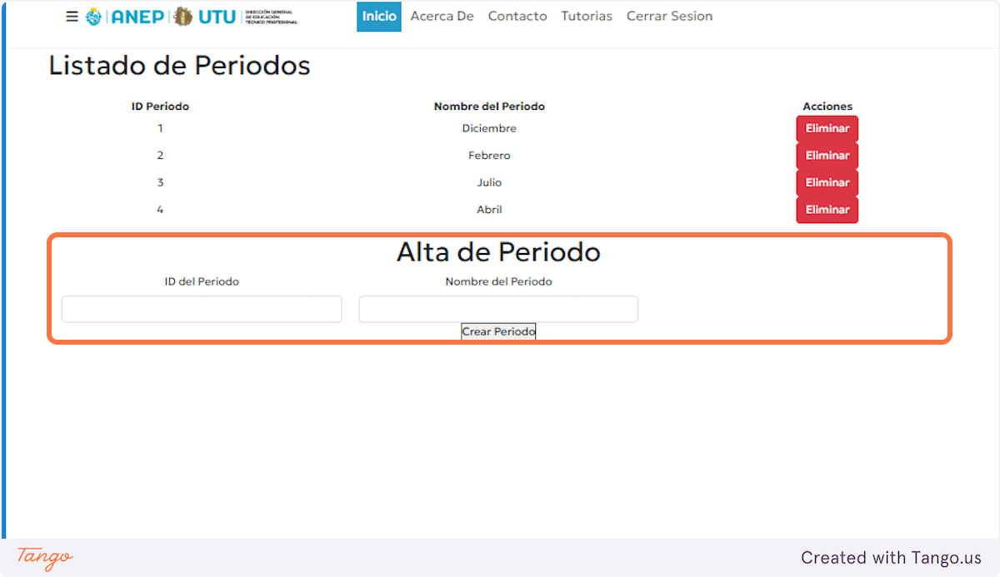 ANEP UTU DIRECCIÓN GENERAL
DE EDUCACIÓN
TÉCNICO PROFESIONAL
Inicio Acerca De Contacto Tutorias Cerrar Sesion
Listado de Periodos
ID Periodo Nombre del Periodo Acciones
1 Diciembre Eliminar
2 Febrero Eliminar
3 Julio Eliminar
4 Abril Eliminar
Alta de Periodo
ID del Periodo Nombre del Periodo
Crear Periodo
Tango Created with Tango.us